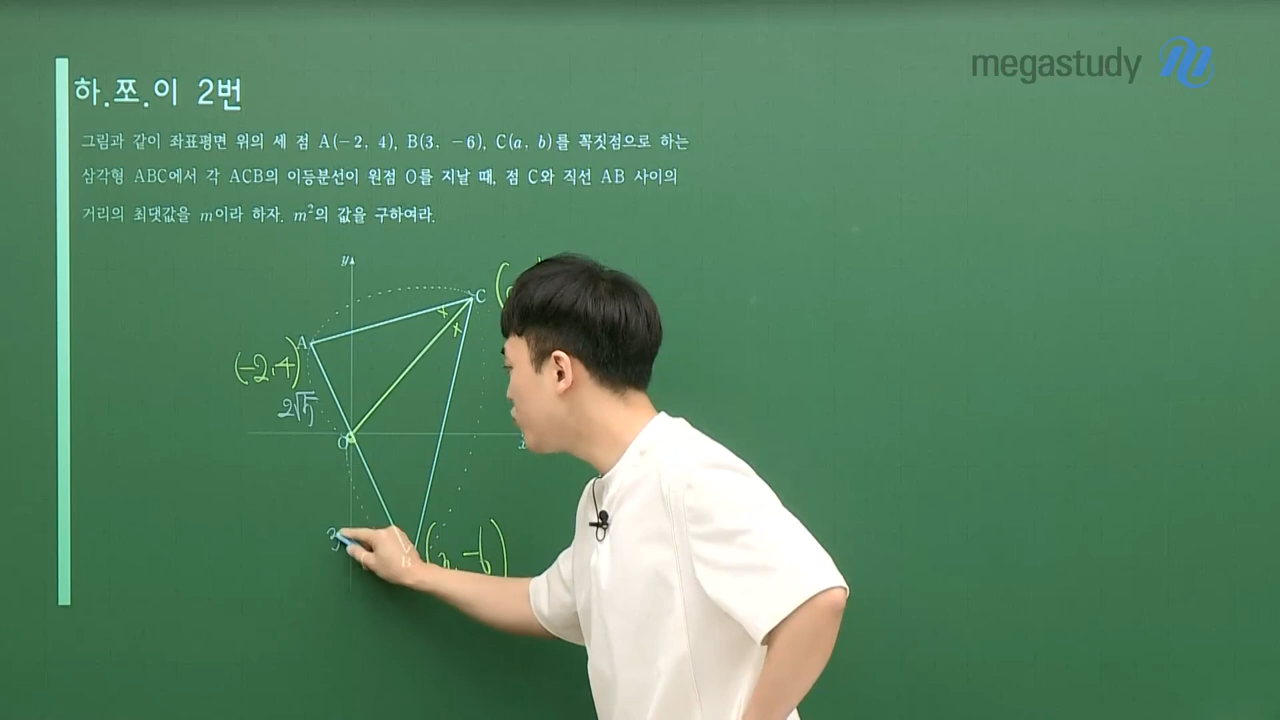 megastudy
하.쪼.이 2번
그림과 같이 좌표평면 위의 세 점 A(-2, 4), B(3, -6), C(a, b)를 꼭짓점으로 하는
삼각형 ABC에서 각 ACB의 이등분선이 원점 O를 지날 때, 점 C와 직선 AB 사이의
거리의 최댓값을 m이라 하자. m²의 값을 구하여라.
y
C (
A
(-2, 4)
2√5
O
x
3
B ( , -6)